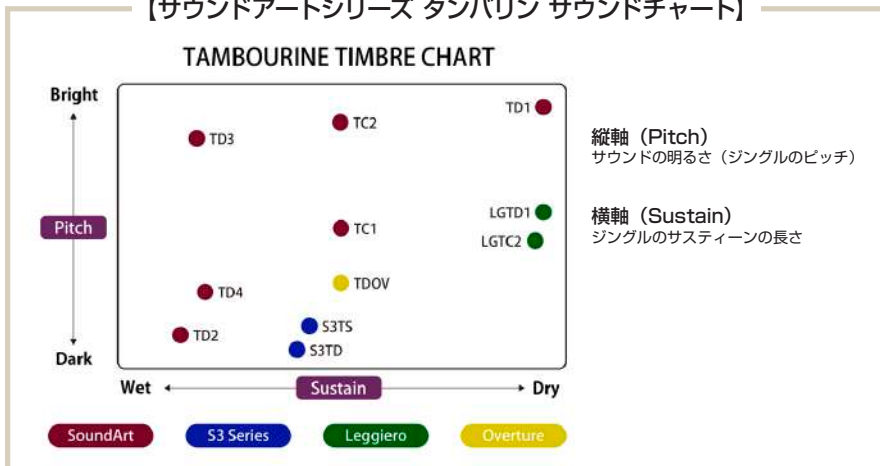 【サウンドアートシリーズ タンバリン サウンドチャート】
TAMBOURINE TIMBRE CHART
Bright
TD1
TC2
TD3
縦軸（Pitch）
サウンドの明るさ（ジングルのピッチ）
LGTD1
横軸（Sustain）
Pitch
TC1
LGTC2
ジングルのサスティーンの長さ
TDOV
TD4
S3TS
TD2
S3TD
Dark
Wet
Sustain
Dry
SoundArt
S3 Series
Leggiero
Overture